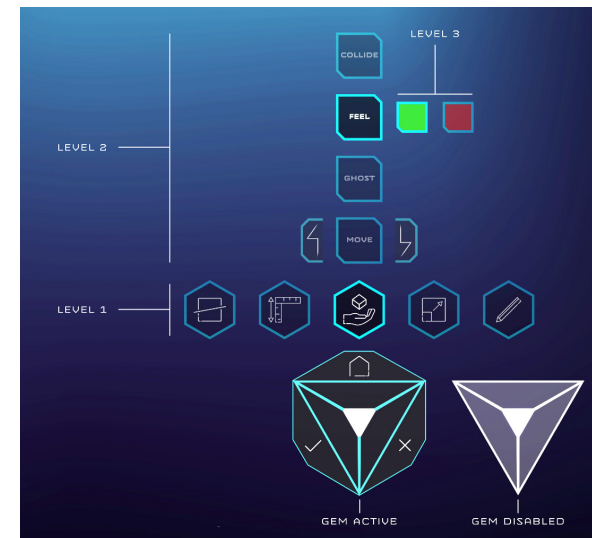 LEVEL 3
COLLIDE
FEEL
LEVEL 2
GHOST
MOVE
LEVEL 1
GEM ACTIVE
GEM DISABLED